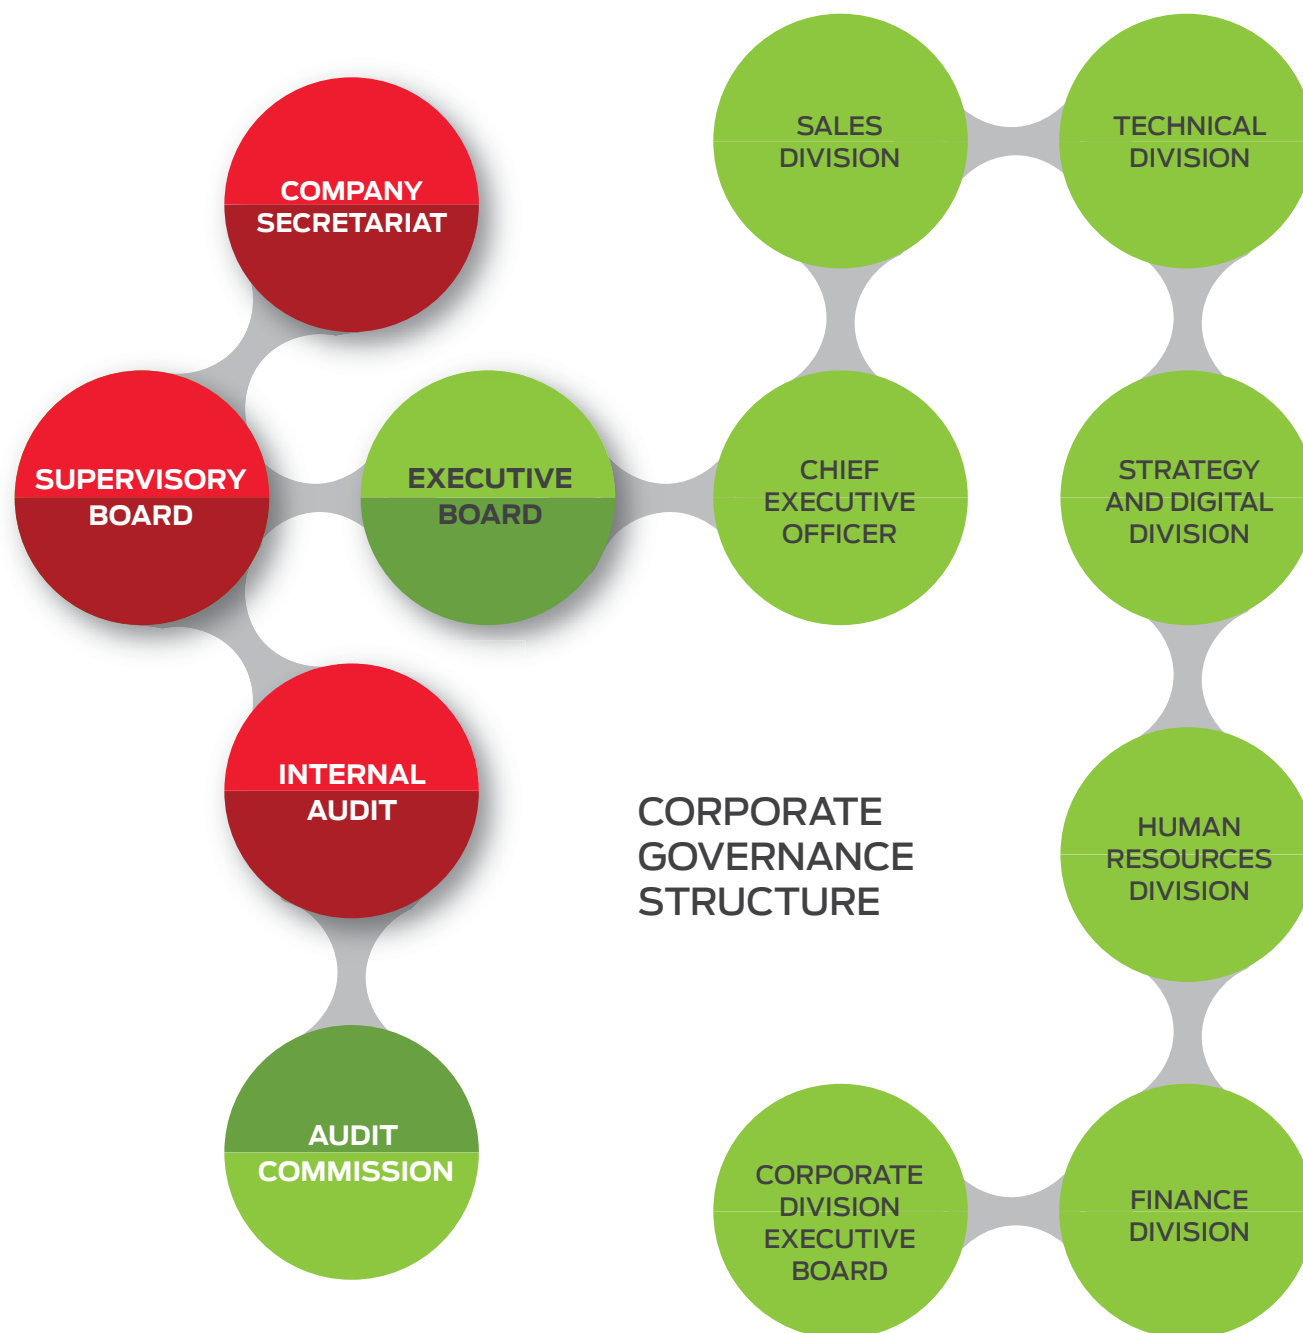 COMPANY
SECRETARIAT
SUPERVISORY
BOARD
EXECUTIVE
BOARD
INTERNAL
AUDIT
AUDIT
COMMISSION
SALES
DIVISION
TECHNICAL
DIVISION
CHIEF
EXECUTIVE
OFFICER
STRATEGY
AND DIGITAL
DIVISION
CORPORATE
GOVERNANCE
STRUCTURE
HUMAN
RESOURCES
DIVISION
CORPORATE
DIVISION
EXECUTIVE
BOARD
FINANCE
DIVISION